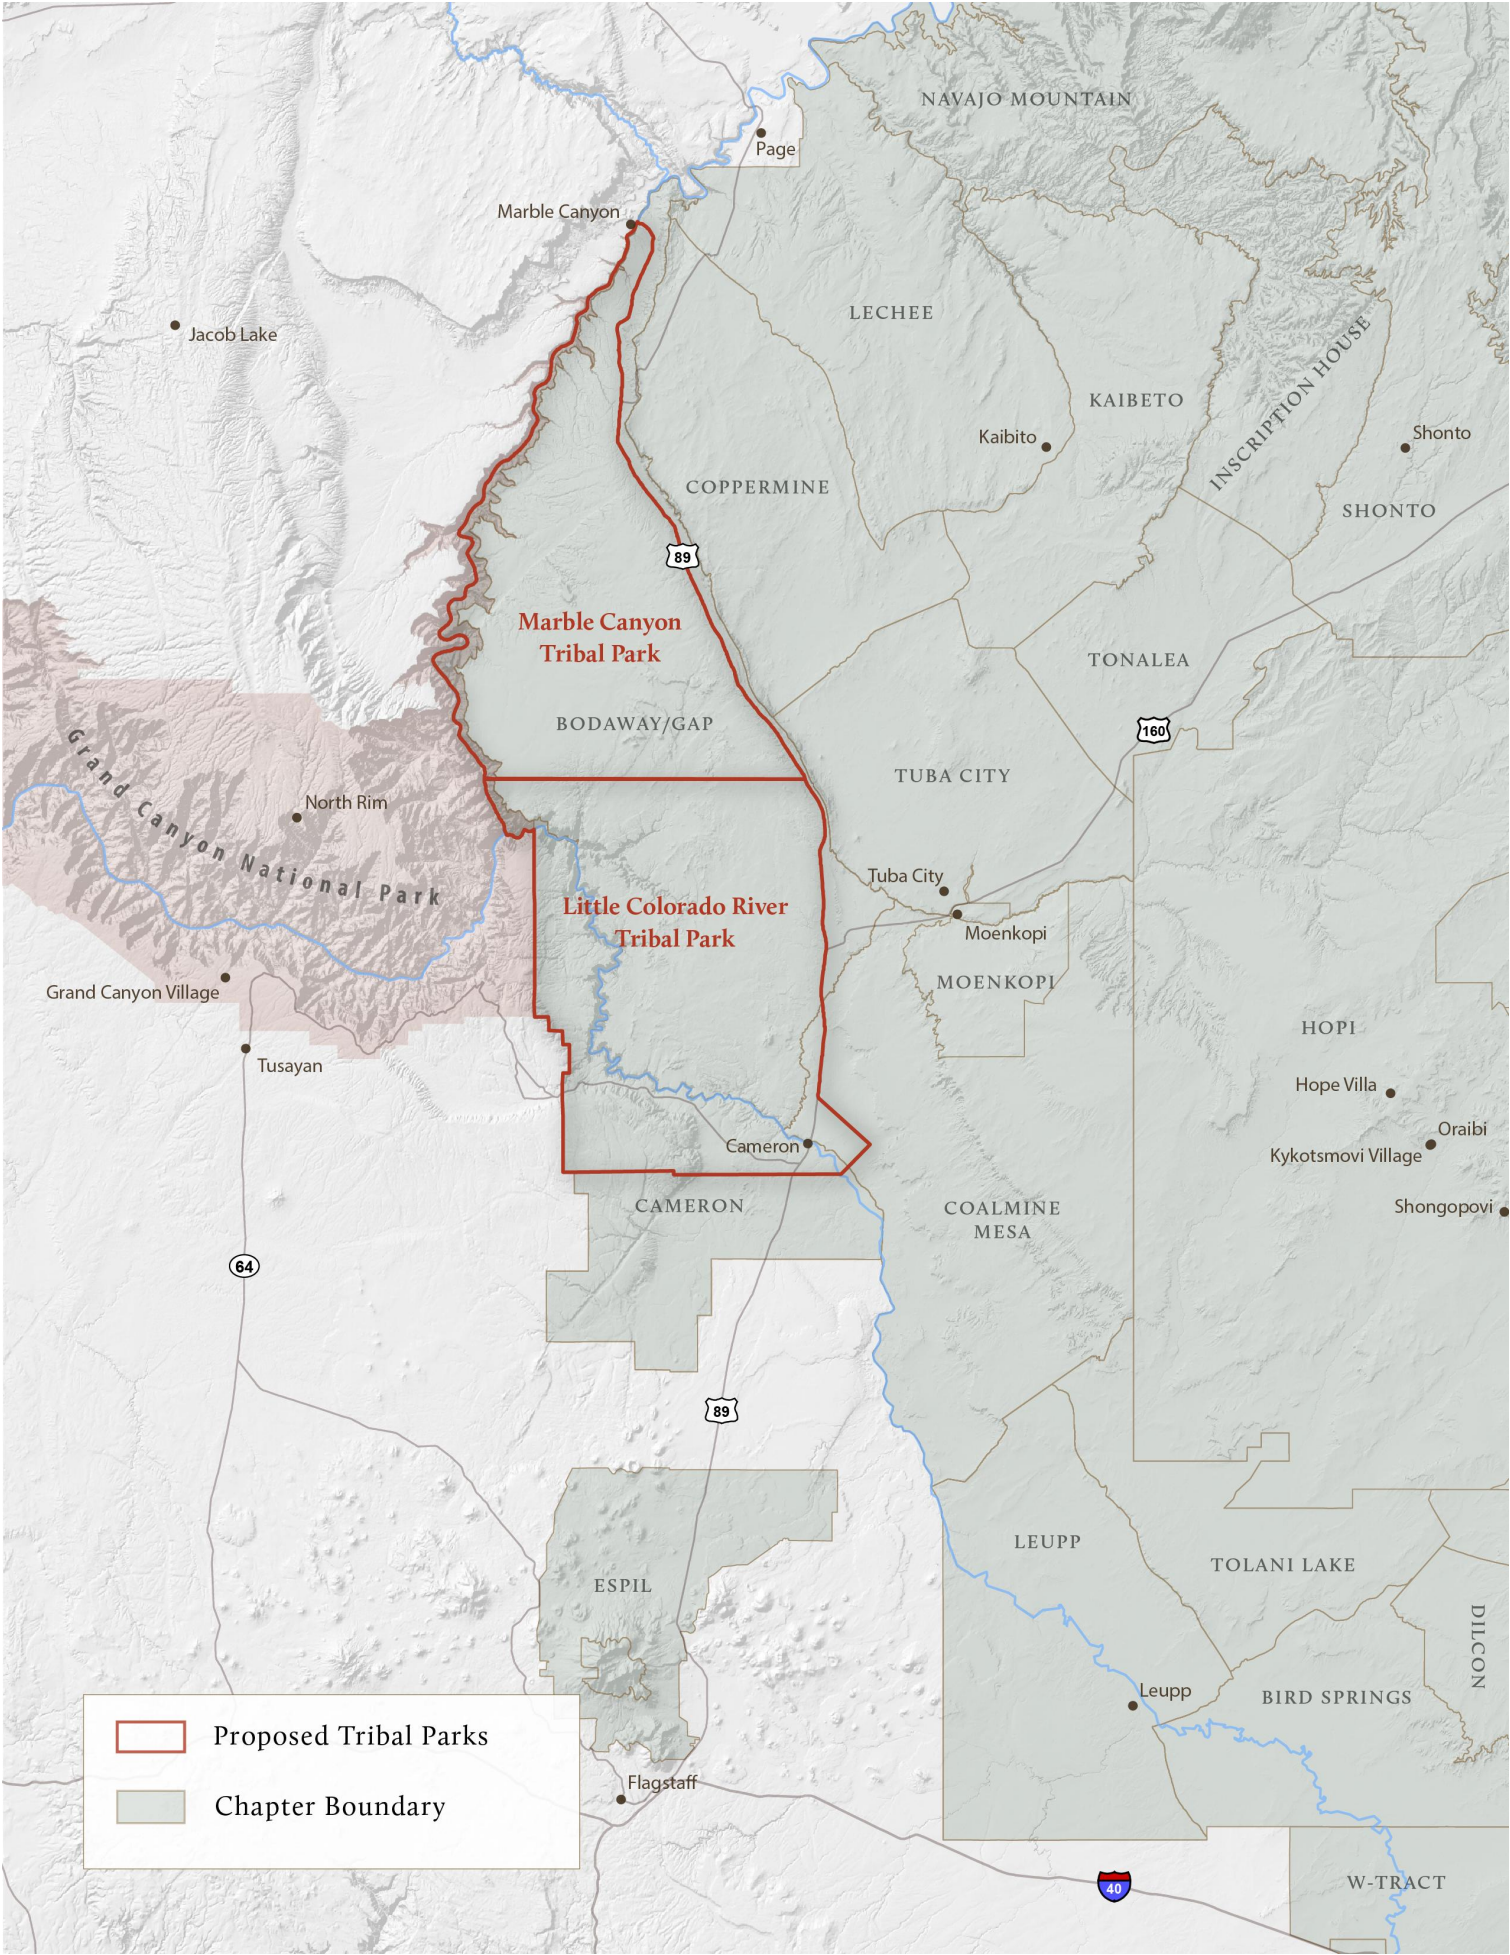 NAVAJO MOUNTAIN
Page
Marble Canyon
LECHEE
Jacob Lake
KAIBETO
INSCRIPTION HOUSE
Kaibito
Shonto
COPPERMINE
SHONTO
89
Marble Canyon
Tribal Park
TONALEA
BODAWAY/GAP
160
TUBA CITY
North Rim
Grand Canyon National Park
Tuba City
Little Colorado River
Tribal Park
Moenkopi
MOENKOPI
Grand Canyon Village
HOPI
Tusayan
Hope Villa
Oraibi
Cameron
Kykotsmovi Village
CAMERON
COALMINE
MESA
Shongopovi
64
89
LEUPP
TOLANI LAKE
ESPIL
DILCON
Leupp
BIRD SPRINGS
Proposed Tribal Parks
Flagstaff
Chapter Boundary
40
W-TRACT